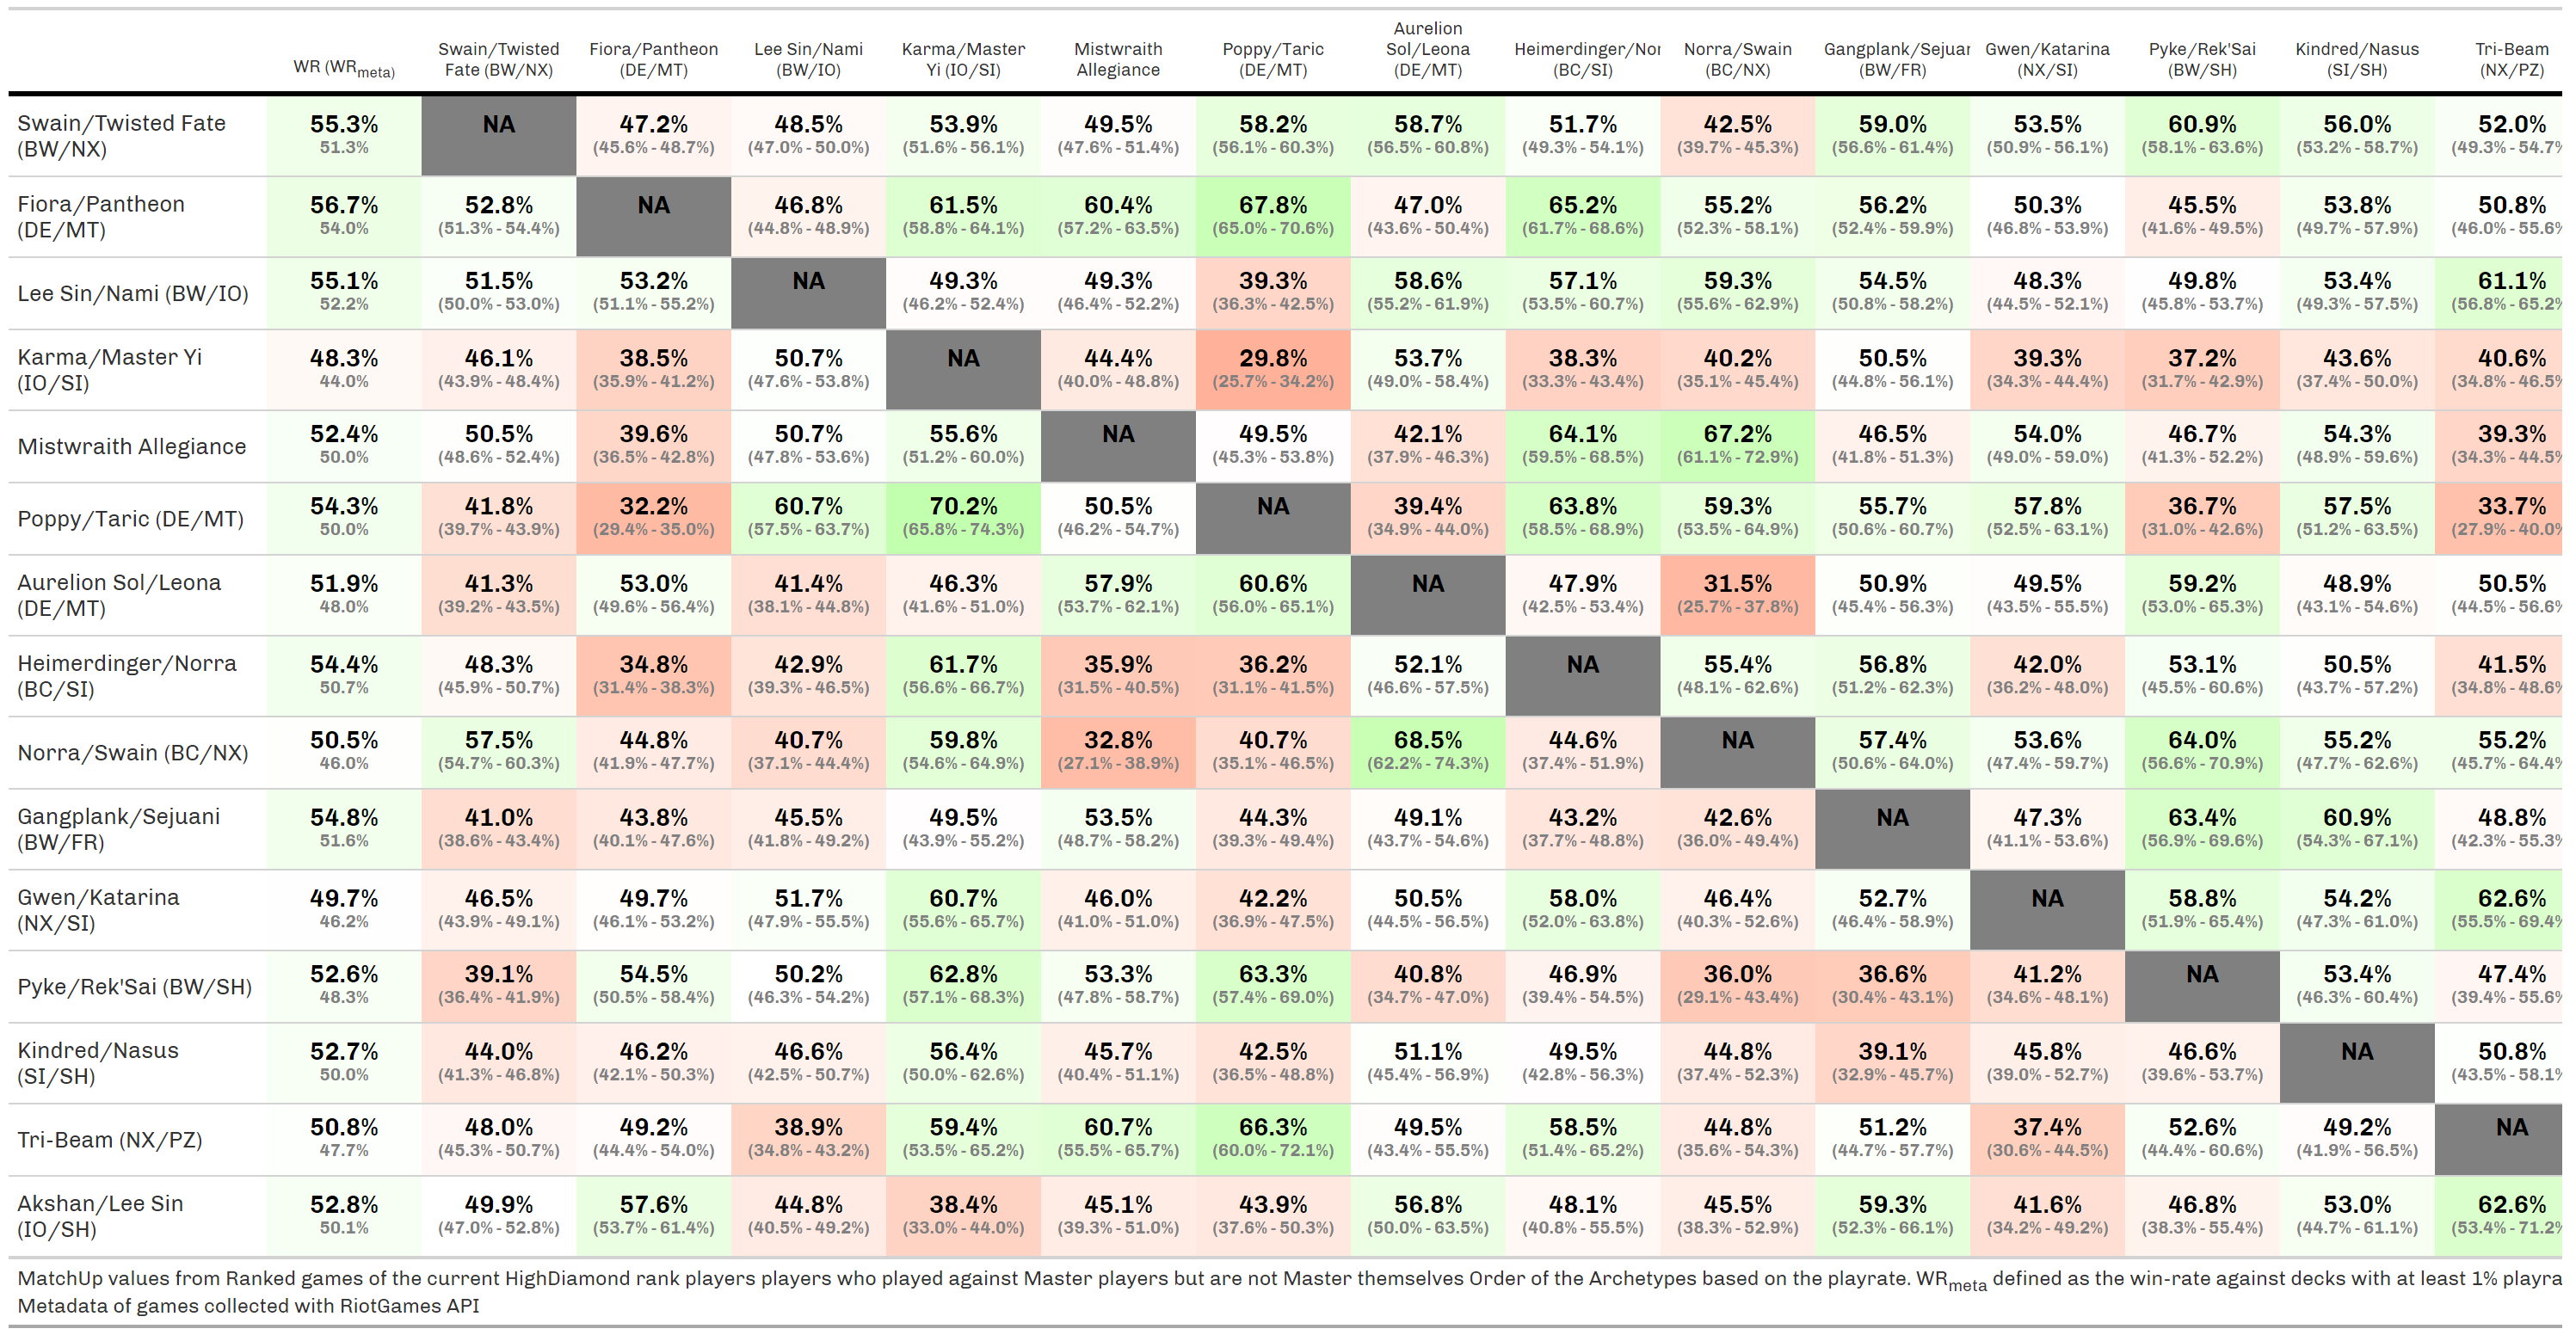 WR (WRmeta) Swain/Twisted Fate (BW/NX) Fiora/Pantheon (DE/MT) Lee Sin/Nami (BW/IO) Karma/Master Yi (IO/SI) Mistwraith Allegiance Poppy/Taric (DE/MT) Aurelion Sol/Leona (DE/MT) Heimerdinger/Nor (BC/SI) Norra/Swain (BC/NX) Gangplank/Sejuar (BW/FR) Gwen/Katarina (NX/SI) Pyke/Rek'Sai (BW/SH) Kindred/Nasus (SI/SH) Tri-Beam (NX/PZ)
Swain/Twisted Fate (BW/NX) 55.3% NA 47.2% 48.5% 53.9% 49.5% 58.2% 58.7% 51.7% 42.5% 59.0% 53.5% 60.9% 56.0% 52.0%
51.3% (45.6% - 48.7%) (47.0% - 50.0%) (51.6% - 56.1%) (47.6% - 51.4%) (56.1% - 60.3%) (56.5% - 60.8%) (49.3% - 54.1%) (39.7% - 45.3%) (56.6% - 61.4%) (50.9% - 56.1%) (58.1% - 63.6%) (53.2% - 58.7%) (49.3% - 54.7%
Fiora/Pantheon (DE/MT) 56.7% 52.8% NA 46.8% 61.5% 60.4% 67.8% 47.0% 65.2% 55.2% 56.2% 50.3% 45.5% 53.8% 50.8%
54.0% (51.3% - 54.4%) (44.8% - 48.9%) (58.8% - 64.1%) (57.2% - 63.5%) (65.0% - 70.6%) (43.6% - 50.4%) (61.7% - 68.6%) (52.3% - 58.1%) (52.4% - 59.9%) (46.8% - 53.9%) (41.6% - 49.5%) (49.7% - 57.9%) (46.0% - 55.6%
Lee Sin/Nami (BW/IO) 55.1% 51.5% 53.2% NA 49.3% 49.3% 39.3% 58.6% 57.1% 59.3% 54.5% 48.3% 49.8% 53.4% 61.1%
52.2% (50.0% - 53.0%) (51.1% - 55.2%) (46.2% - 52.4%) (46.4% - 52.2%) (36.3% - 42.5%) (55.2% - 61.9%) (53.5% - 60.7%) (55.6% - 62.9%) (50.8% - 58.2%) (44.5% - 52.1%) (45.8% - 53.7%) (49.3% - 57.5%) (56.8% - 65.2%
Karma/Master Yi (IO/SI) 48.3% 46.1% 38.5% 50.7% NA 44.4% 29.8% 53.7% 38.3% 40.2% 50.5% 39.3% 37.2% 43.6% 40.6%
44.0% (43.9% - 48.4%) (35.9% - 41.2%) (47.6% - 53.8%) (40.0% - 48.8%) (25.7% - 34.2%) (49.0% - 58.4%) (33.3% - 43.4%) (35.1% - 45.4%) (44.8% - 56.1%) (34.3% - 44.4%) (31.7% - 42.9%) (37.4% - 50.0%) (34.8% - 46.5%
Mistwraith Allegiance 52.4% 50.5% 39.6% 50.7% 55.6% NA 49.5% 42.1% 64.1% 67.2% 46.5% 54.0% 46.7% 54.3% 39.3%
50.0% (48.6% - 52.4%) (36.5% - 42.8%) (47.8% - 53.6%) (51.2% - 60.0%) (45.3% - 53.8%) (37.9% - 46.3%) (59.5% - 68.5%) (61.1% - 72.9%) (41.8% - 51.3%) (49.0% - 59.0%) (41.3% - 52.2%) (48.9% - 59.6%) (34.3% - 44.5%
Poppy/Taric (DE/MT) 54.3% 41.8% 32.2% 60.7% 70.2% 50.5% NA 39.4% 63.8% 59.3% 55.7% 57.8% 36.7% 57.5% 33.7%
50.0% (39.7% - 43.9%) (29.4% - 35.0%) (57.5% - 63.7%) (65.8% - 74.3%) (46.2% - 54.7%) (34.9% - 44.0%) (58.5% - 68.9%) (53.5% - 64.9%) (50.6% - 60.7%) (52.5% - 63.1%) (31.0% - 42.6%) (51.2% - 63.5%) (27.9% - 40.0%
Aurelion Sol/Leona (DE/MT) 51.9% 41.3% 53.0% 41.4% 46.3% 57.9% 60.6% NA 47.9% 31.5% 50.9% 49.5% 59.2% 48.9% 50.5%
48.0% (39.2% - 43.5%) (49.6% - 56.4%) (38.1% - 44.8%) (41.6% - 51.0%) (53.7% - 62.1%) (56.0% - 65.1%) (42.5% - 53.4%) (25.7% - 37.8%) (45.4% - 56.3%) (43.5% - 55.5%) (53.0% - 65.3%) (43.1% - 54.6%) (44.5% - 56.6%
Heimerdinger/Norra (BC/SI) 54.4% 48.3% 34.8% 42.9% 61.7% 35.9% 36.2% 52.1% NA 55.4% 56.8% 42.0% 53.1% 50.5% 41.5%
50.7% (45.9% - 50.7%) (31.4% - 38.3%) (39.3% - 46.5%) (56.6% - 66.7%) (31.5% - 40.5%) (31.1% - 41.5%) (46.6% - 57.5%) (48.1% - 62.6%) (51.2% - 62.3%) (36.2% - 48.0%) (45.5% - 60.6%) (43.7% - 57.2%) (34.8% - 48.6%
Norra/Swain (BC/NX) 50.5% 57.5% 44.8% 40.7% 59.8% 32.8% 40.7% 68.5% 44.6% NA 57.4% 53.6% 64.0% 55.2% 55.2%
46.0% (54.7% - 60.3%) (41.9% - 47.7%) (37.1% - 44.4%) (54.6% - 64.9%) (27.1% - 38.9%) (35.1% - 46.5%) (62.2% - 74.3%) (37.4% - 51.9%) (50.6% - 64.0%) (47.4% - 59.7%) (56.6% - 70.9%) (47.7% - 62.6%) (45.7% - 64.4%
Gangplank/Sejuani (BW/FR) 54.8% 41.0% 43.8% 45.5% 49.5% 53.5% 44.3% 49.1% 43.2% 42.6% NA 47.3% 63.4% 60.9% 48.8%
51.6% (38.6% - 43.4%) (40.1% - 47.6%) (41.8% - 49.2%) (43.9% - 55.2%) (48.7% - 58.2%) (39.3% - 49.4%) (43.7% - 54.6%) (37.7% - 48.8%) (36.0% - 49.4%) (41.1% - 53.6%) (56.9% - 69.6%) (54.3% - 67.1%) (42.3% - 55.3%
Gwen/Katarina (NX/SI) 49.7% 46.5% 49.7% 51.7% 60.7% 46.0% 42.2% 50.5% 58.0% 46.4% 52.7% NA 58.8% 54.2% 62.6%
46.2% (43.9% - 49.1%) (46.1% - 53.2%) (47.9% - 55.5%) (55.6% - 65.7%) (41.0% - 51.0%) (36.9% - 47.5%) (44.5% - 56.5%) (52.0% - 63.8%) (40.3% - 52.6%) (46.4% - 58.9%) (51.9% - 65.4%) (47.3% - 61.0%) (55.5% - 69.4%
Pyke/Rek'Sai (BW/SH) 52.6% 39.1% 54.5% 50.2% 62.8% 53.3% 63.3% 40.8% 46.9% 36.0% 36.6% 41.2% NA 53.4% 47.4%
48.3% (36.4% - 41.9%) (50.5% - 58.4%) (46.3% - 54.2%) (57.1% - 68.3%) (47.8% - 58.7%) (57.4% - 69.0%) (34.7% - 47.0%) (39.4% - 54.5%) (29.1% - 43.4%) (30.4% - 43.1%) (34.6% - 48.1%) (46.3% - 60.4%) (39.4% - 55.6%
Kindred/Nasus (SI/SH) 52.7% 44.0% 46.2% 46.6% 56.4% 45.7% 42.5% 51.1% 49.5% 44.8% 39.1% 45.8% 46.6% NA 50.8%
50.0% (41.3% - 46.8%) (42.1% - 50.3%) (42.5% - 50.7%) (50.0% - 62.6%) (40.4% - 51.1%) (36.5% - 48.8%) (45.4% - 56.9%) (42.8% - 56.3%) (37.4% - 52.3%) (32.9% - 45.7%) (39.0% - 52.7%) (39.6% - 53.7%) (43.5% - 58.1%
Tri-Beam (NX/PZ) 50.8% 48.0% 49.2% 38.9% 59.4% 60.7% 66.3% 49.5% 58.5% 44.8% 51.2% 37.4% 52.6% 49.2% NA
47.7% (45.3% - 50.7%) (44.4% - 54.0%) (34.8% - 43.2%) (53.5% - 65.2%) (55.5% - 65.7%) (60.0% - 72.1%) (43.4% - 55.5%) (51.4% - 65.2%) (35.6% - 54.3%) (44.7% - 57.7%) (30.6% - 44.5%) (44.4% - 60.6%) (41.9% - 56.5%)
Akshan/Lee Sin (IO/SH) 52.8% 49.9% 57.6% 44.8% 38.4% 45.1% 43.9% 56.8% 48.1% 45.5% 59.3% 41.6% 46.8% 53.0% 62.6%
50.1% (47.0% - 52.8%) (53.7% - 61.4%) (40.5% - 49.2%) (33.0% - 44.0%) (39.3% - 51.0%) (37.6% - 50.3%) (50.0% - 63.5%) (40.8% - 55.5%) (38.3% - 52.9%) (52.3% - 66.1%) (34.2% - 49.2%) (38.3% - 55.4%) (44.7% - 61.1%) (53.4% - 71.2%
MatchUp values from Ranked games of the current HighDiamond rank players players who played against Master players but are not Master themselves Order of the Archetypes based on the playrate. WRmeta defined as the win-rate against decks with at least 1% playra
Metadata of games collected with RiotGames API